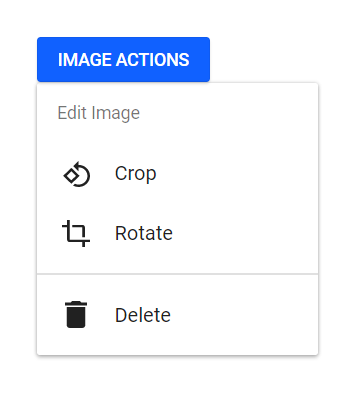 IMAGE ACTIONS
Edit Image
Crop
Rotate
Delete